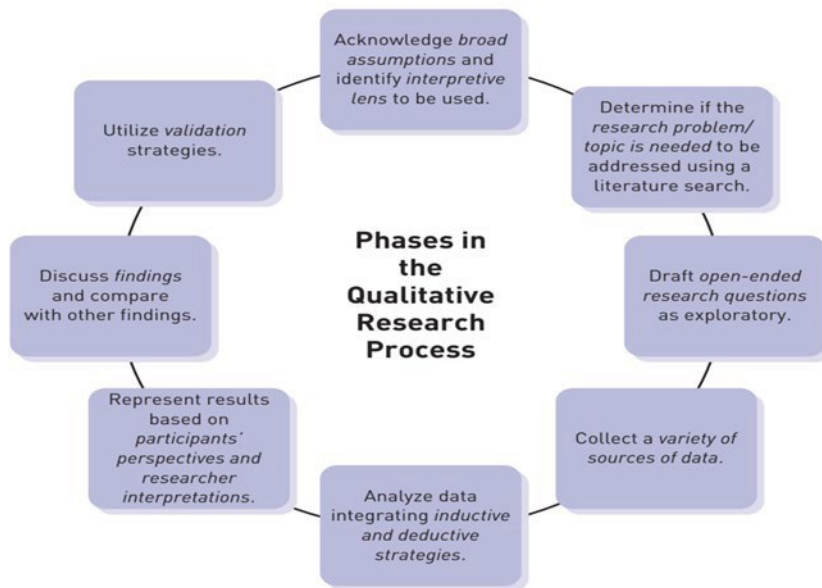 Acknowledge broad
assumptions and
identify interpretive
lens to be used.
Determine if the
research problem/
topic is needed to be
addressed using a
literature search.
Draft open-ended
research questions
as exploratory.
Collect a variety of
sources of data.
Analyze data
integrating inductive
and deductive
strategies.
Represent results
based on
participants’
perspectives and
researcher
interpretations.
Discuss findings
and compare
with other findings.
Utilize validation
strategies.
Phases in
the
Qualitative
Research
Process